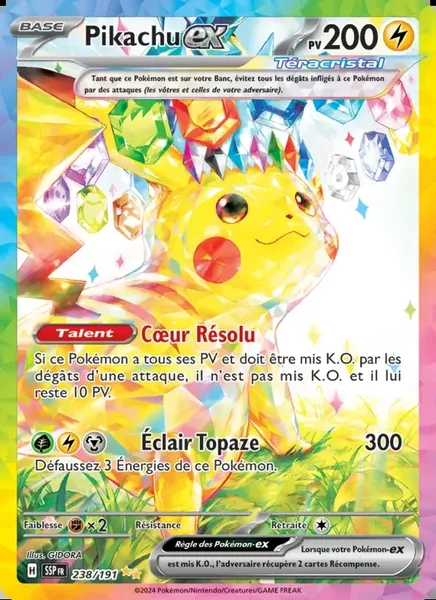 BASE
Pikachu ex
PV 200
Téracristal
Tant que ce Pokémon est sur votre Banc, évitez tous les dégâts infligés à ce Pokémon
par des attaques (les vôtres et celles de votre adversaire).
Talent Cœur Résolu
Si ce Pokémon a tous ses PV et doit être mis K.O. par les
dégâts d'une attaque, il n'est pas mis K.O. et il lui
reste 10 PV.
Éclair Topaze 300
Défaussez 3 Énergies de ce Pokémon.
Faiblesse ×2 Résistance Retraite
Illus. GIDORA
H SSP FR 238/191
Règle des Pokémon-ex Lorsque votre Pokémon-ex
est mis K.O., l'adversaire récupère 2 cartes Récompense.
©2024 Pokémon/Nintendo/Creatures/GAME FREAK